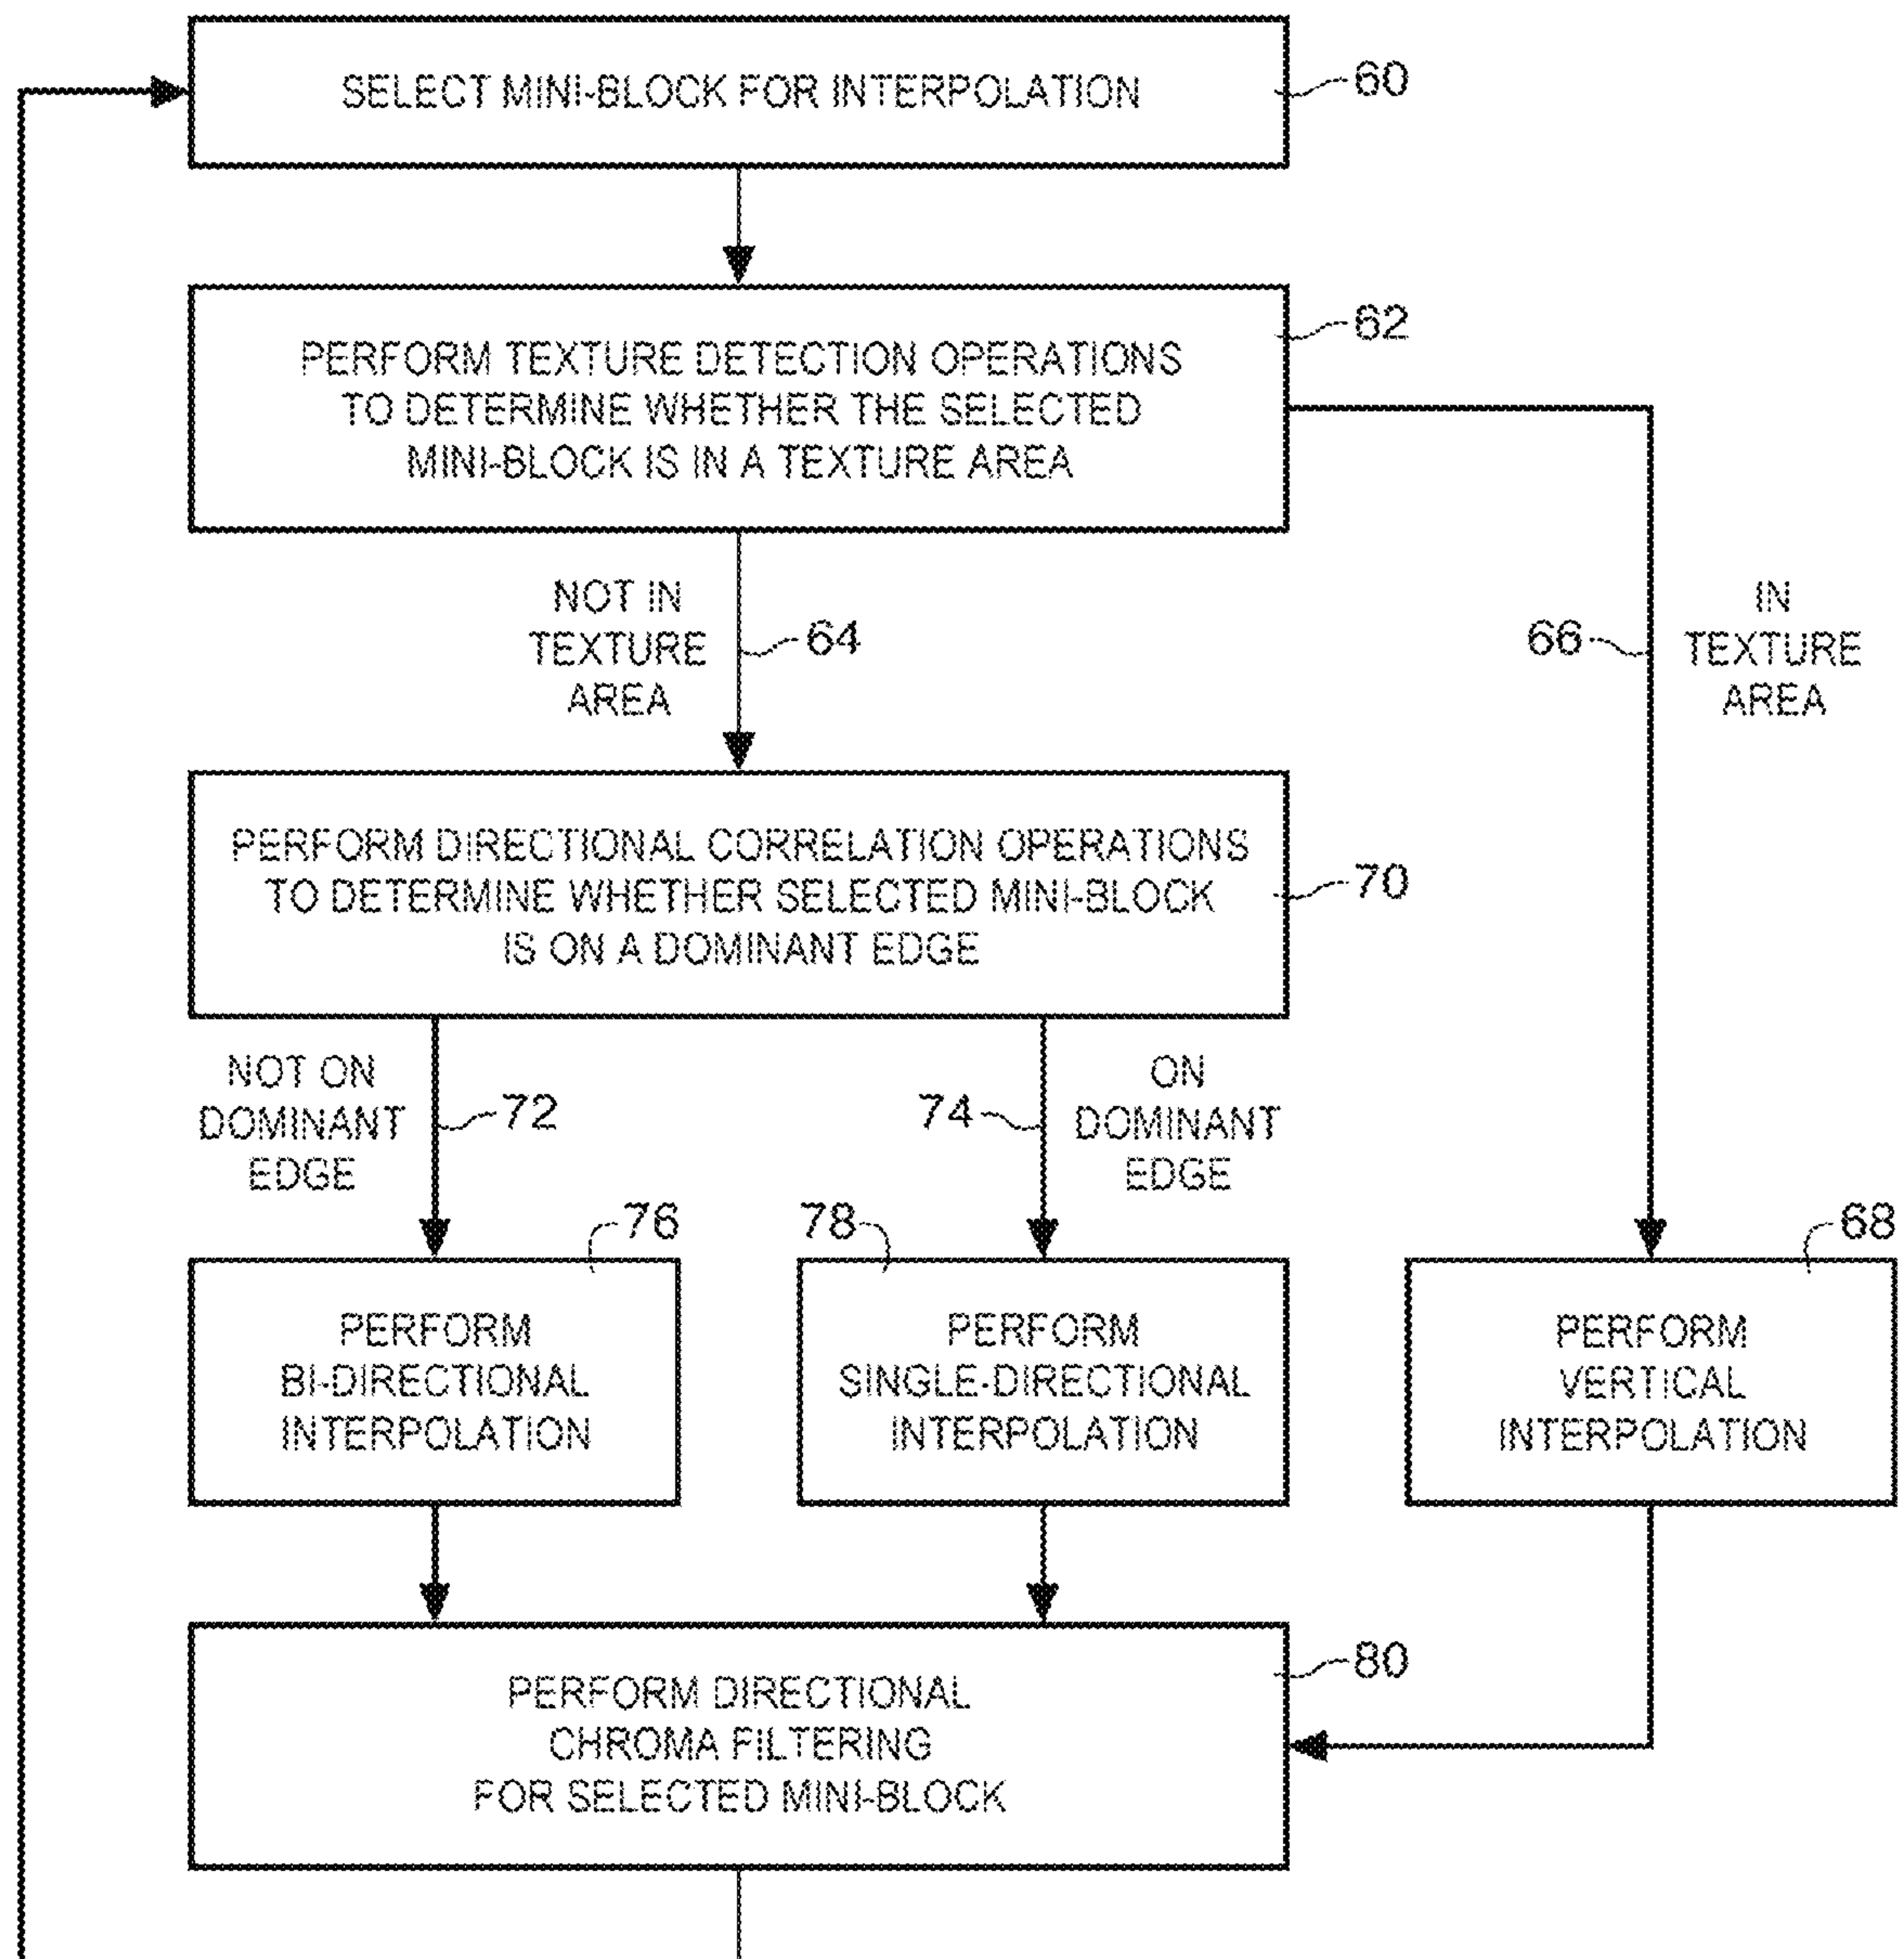 SELECT MINI-BLOCK FOR INTERPOLATION
60
PERFORM TEXTURE DETECTION OPERATIONS
TO DETERMINE WHETHER THE SELECTED
MINI-BLOCK IS IN A TEXTURE AREA
62
NOT IN
TEXTURE
AREA
64
66
IN
TEXTURE
AREA
PERFORM DIRECTIONAL CORRELATION OPERATIONS
TO DETERMINE WHETHER SELECTED MINI-BLOCK
IS ON A DOMINANT EDGE
70
NOT ON
DOMINANT
EDGE
72
74
ON
DOMINANT
EDGE
76
PERFORM
BI-DIRECTIONAL
INTERPOLATION
78
PERFORM
SINGLE-DIRECTIONAL
INTERPOLATION
68
PERFORM
VERTICAL
INTERPOLATION
PERFORM DIRECTIONAL
CHROMA FILTERING
FOR SELECTED MINI-BLOCK
80